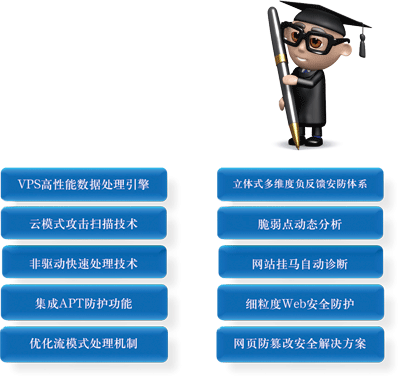 VPS高性能数据处理引擎
立体式多维度负反馈安防体系
云模式攻击扫描技术
脆弱点动态分析
非驱动快速处理技术
网站挂马自动诊断
集成APT防护功能
细粒度Web安全防护
优化流模式处理机制
网页防篡改安全解决方案